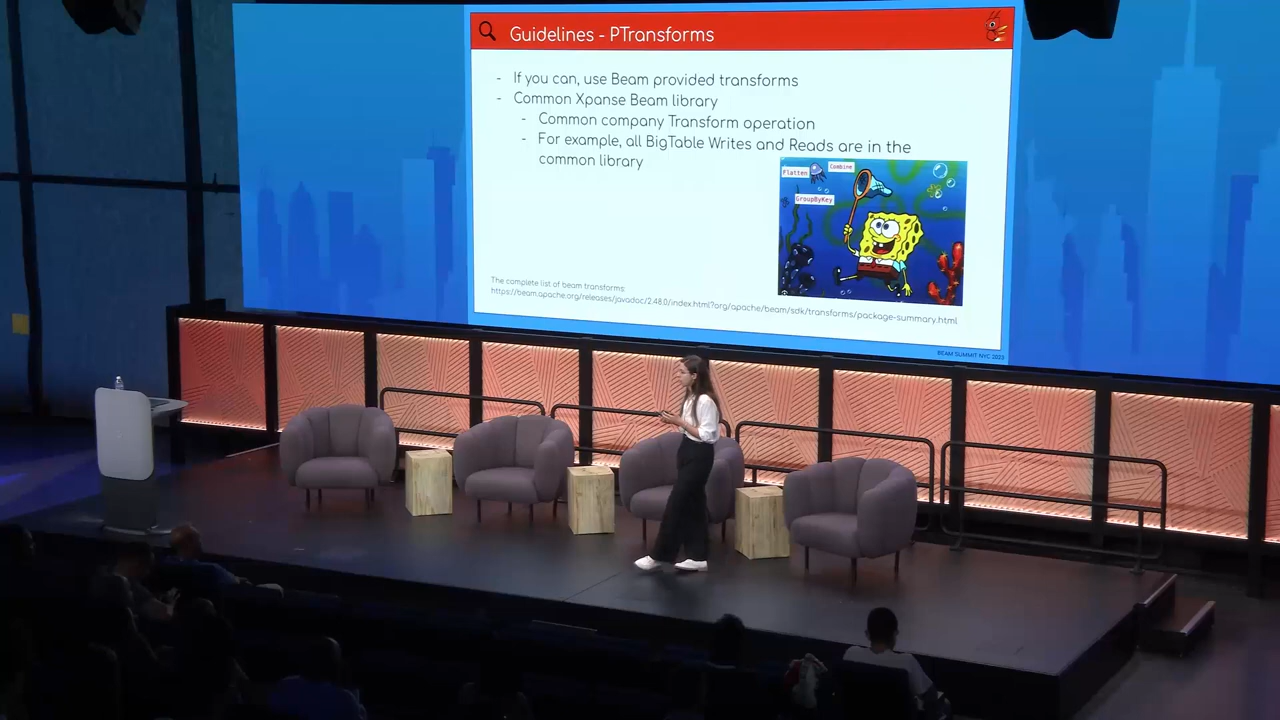 Guidelines - PTransforms
- If you can, use Beam provided transforms
- Common Xpanse Beam library
- Common company Transform operation
- For example, all BigTable Writes and Reads are in the
common library
Flatten
Combine
GroupByKey
The complete list of beam transforms:
https://beam.apache.org/releases/javadoc/2.48.0/index.html?org/apache/beam/sdk/transforms/package-summary.html
BEAM SUMMIT NYC 2023